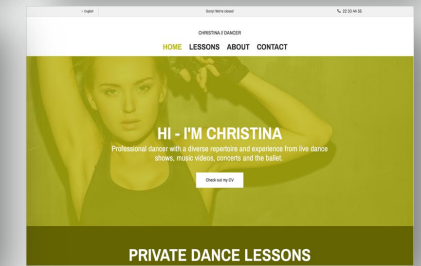 English
Sorry! We're closed
22 33 44 55
CHRISTINA // DANCER
HOME LESSONS ABOUT CONTACT
HI - I'M CHRISTINA
Professional dancer with a diverse repertoire and experience from live dance
shows, music videos, concerts and the ballet.
Check out my CV
PRIVATE DANCE LESSONS